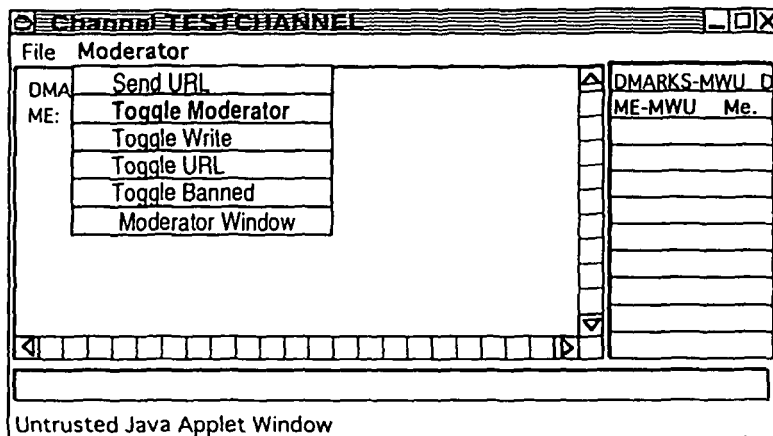 Channel TESTCHANNEL
File Moderator
Send URL
Toggle Moderator
Toggle Write
Toggle URL
Toggle Banned
Moderator Window
DMA
ME:
DMARKS-MWU D
ME-MWU Me.
Untrusted Java Applet Window